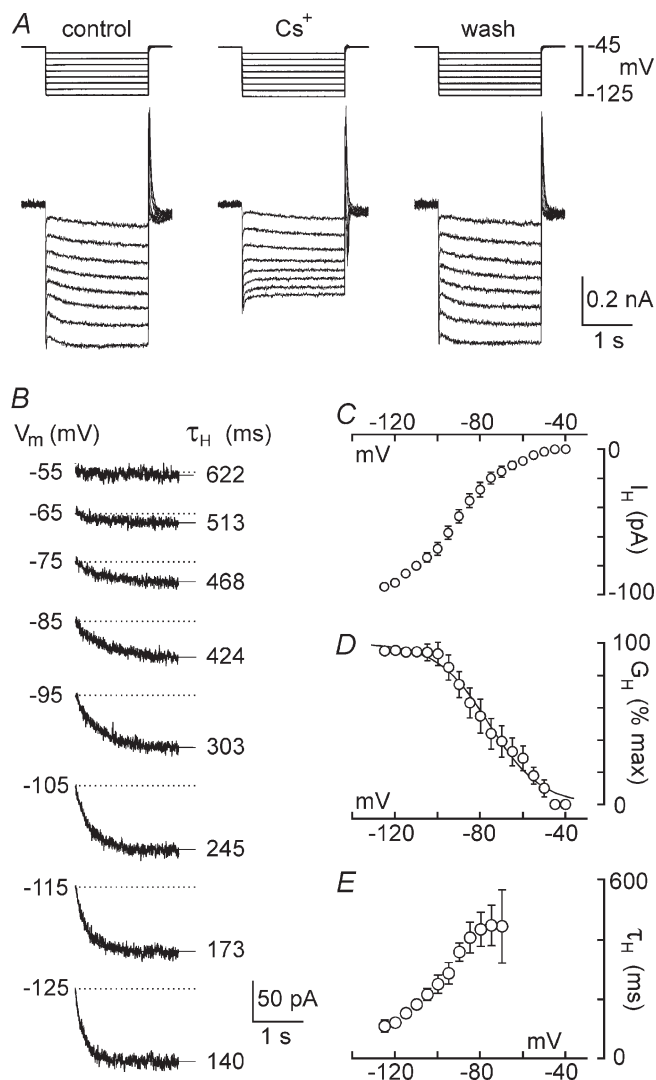 A
control Cs+ wash
-45
mV
-125
0.2 nA
1 s
B
Vm (mV) τH (ms)
-55 622
-65 513
-75 468
-85 424
-95 303
-105 245
-115 173
-125 140
50 pA
1 s
C
-120 -80 -40
mV
0
IH (pA)
-100
D
100
GH (% max)
0
mV
-120 -80 -40
E
600
τH (ms)
0
mV
-120 -80 -40